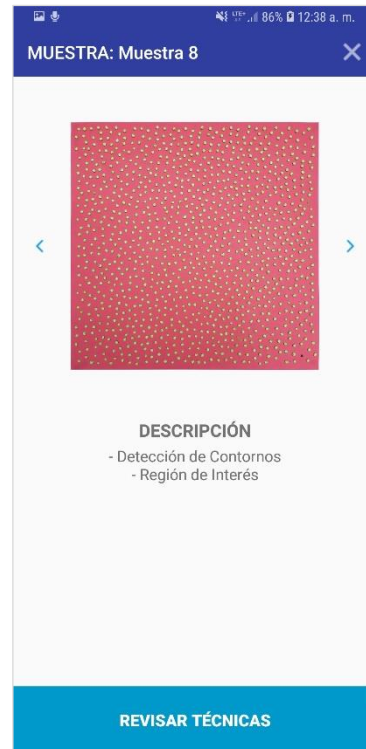 86% 12:38 a. m.
MUESTRA: Muestra 8
DESCRIPCIÓN
- Detección de Contornos
- Región de Interés
REVISAR TÉCNICAS